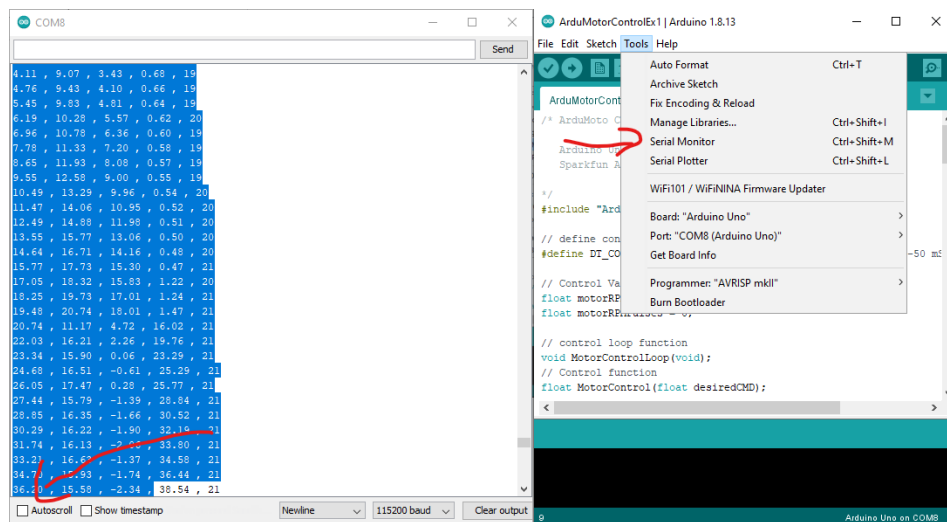 COM8
Send
4.11 , 9.07 , 3.43 , 0.68 , 19
4.76 , 9.43 , 4.10 , 0.66 , 19
5.45 , 9.83 , 4.81 , 0.64 , 19
6.19 , 10.28 , 5.57 , 0.62 , 20
6.96 , 10.78 , 6.36 , 0.60 , 19
7.78 , 11.33 , 7.20 , 0.58 , 19
8.65 , 11.93 , 8.08 , 0.57 , 19
9.55 , 12.58 , 9.00 , 0.55 , 19
10.49 , 13.29 , 9.96 , 0.54 , 20
11.47 , 14.06 , 10.95 , 0.52 , 20
12.49 , 14.88 , 11.98 , 0.51 , 20
13.55 , 15.77 , 13.06 , 0.50 , 20
14.64 , 16.71 , 14.16 , 0.48 , 20
15.77 , 17.73 , 15.30 , 0.47 , 21
17.05 , 18.32 , 15.83 , 1.22 , 20
18.25 , 19.73 , 17.01 , 1.24 , 21
19.48 , 20.74 , 18.01 , 1.47 , 21
20.74 , 11.17 , 4.72 , 16.02 , 21
22.03 , 16.21 , 2.26 , 19.76 , 21
23.34 , 15.90 , 0.06 , 23.29 , 21
24.68 , 16.51 , -0.61 , 25.29 , 21
26.05 , 17.47 , 0.28 , 25.77 , 21
27.44 , 15.79 , -1.39 , 28.84 , 21
28.85 , 16.35 , -1.66 , 30.52 , 21
30.29 , 16.22 , -1.90 , 32.19 , 21
31.74 , 16.13 , 33.80 , 21
33.21 , -1.37 , 34.58 , 21
-1.74 , 36.44 , 21
15.58 , -2.34 , 38.54 , 21
Autoscroll Show timestamp Newline 115200 baud Clear output
ArduMotorControlEx1 | Arduino 1.8.13
File Edit Sketch Tools Help
Auto Format Ctrl+T
Archive Sketch
Fix Encoding & Reload
Manage Libraries... Ctrl+Shift+I
Serial Monitor Ctrl+Shift+M
Serial Plotter Ctrl+Shift+L
WiFi101 / WiFiNINA Firmware Updater
Board: "Arduino Uno"
Port: "COM8 (Arduino Uno)"
Get Board Info
Programmer: "AVRISP mkII"
Burn Bootloader
ArduMotorCont
/* ArduMoto C
Arduino
Sparkfun A
*/
#include "Ard
// define con
#define DT_CO -50 mS
// Control Va
float motorRP
float
// control loop function
void MotorControlLoop(void);
// Control function
float MotorControl(float desiredCMD);
9 Arduino Uno on COM8